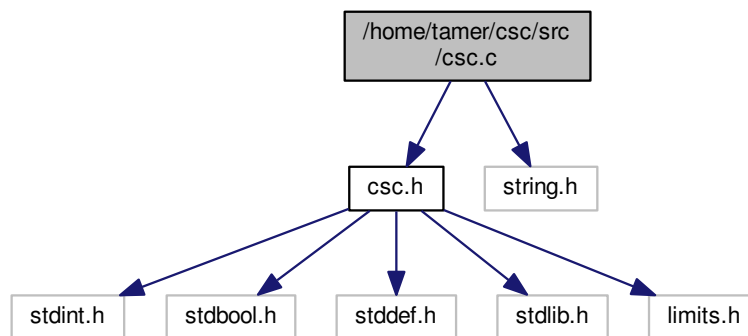 /home/tamer/csc/src
/csc.c
csc.h
string.h
stdint.h
stdbool.h
stddef.h
stdlib.h
limits.h